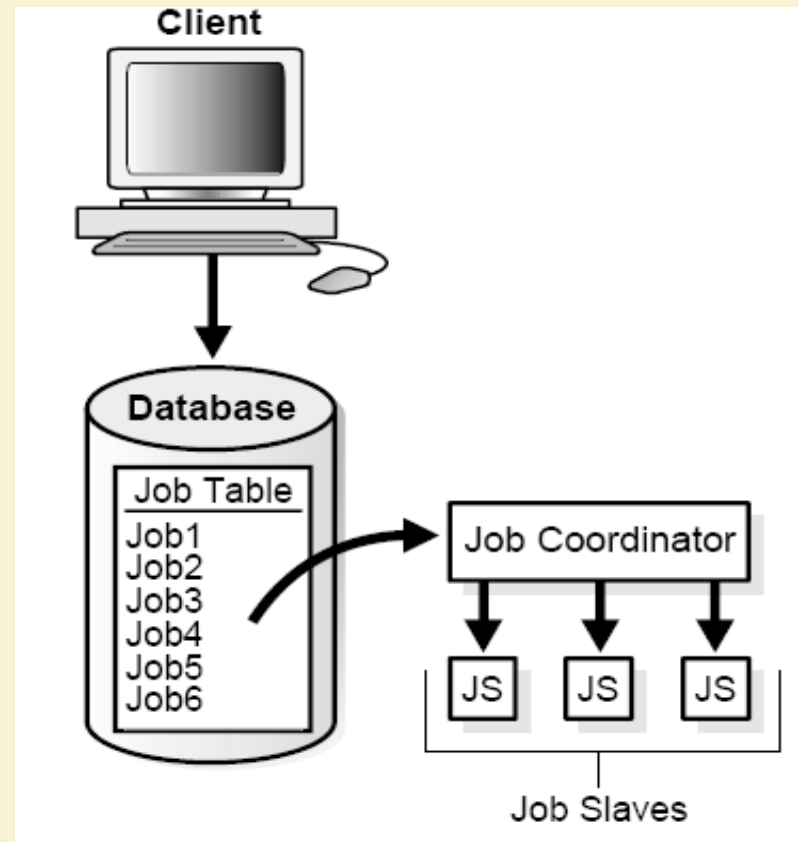 Client
Database
Job Table
Job1
Job2
Job3
Job4
Job5
Job6
Job Coordinator
JS JS JS
Job Slaves